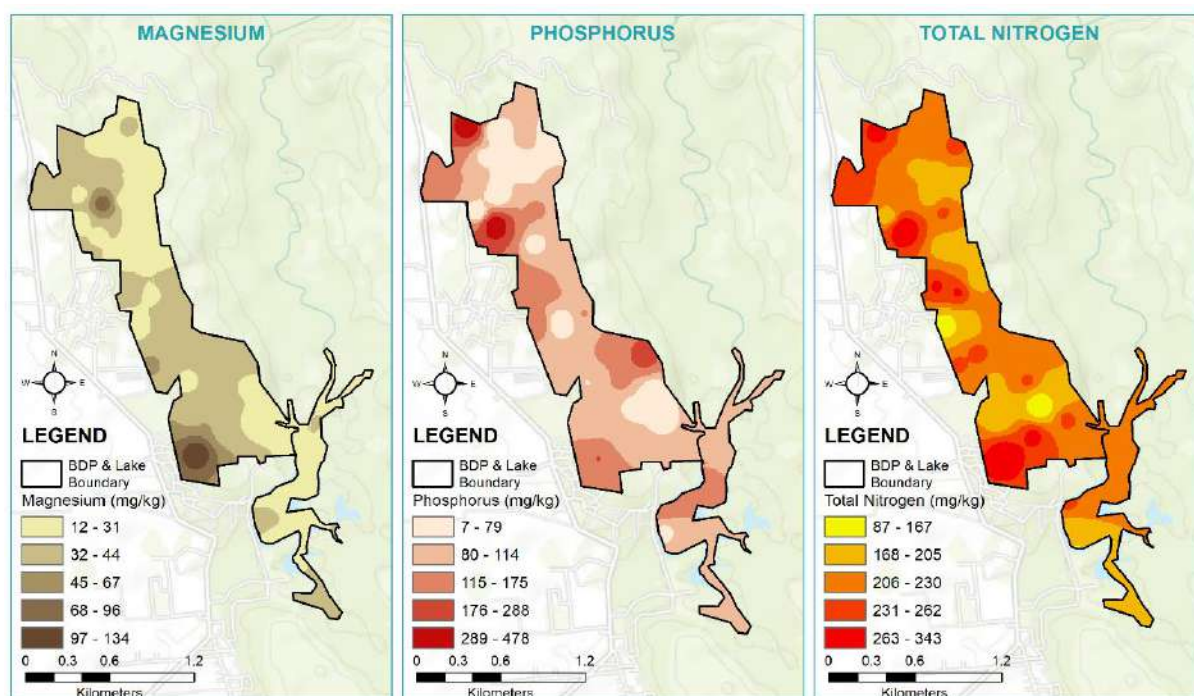 MAGNESIUM
N
W
E
S
LEGEND
BDP & Lake
Boundary
Magnesium (mg/kg)
12 - 31
32 - 44
45 - 67
68 - 96
97 - 134
0 0.3 0.6 1.2
Kilometers
PHOSPHORUS
N
W
E
S
LEGEND
BDP & Lake
Boundary
Phosphorus (mg/kg)
7 - 79
80 - 114
115 - 175
176 - 288
289 - 478
0 0.3 0.6 1.2
Kilometers
TOTAL NITROGEN
N
W
E
S
LEGEND
BDP & Lake
Boundary
Total Nitrogen (mg/kg)
87 - 167
168 - 205
206 - 230
231 - 262
263 - 343
0 0.3 0.6 1.2
Kilometers